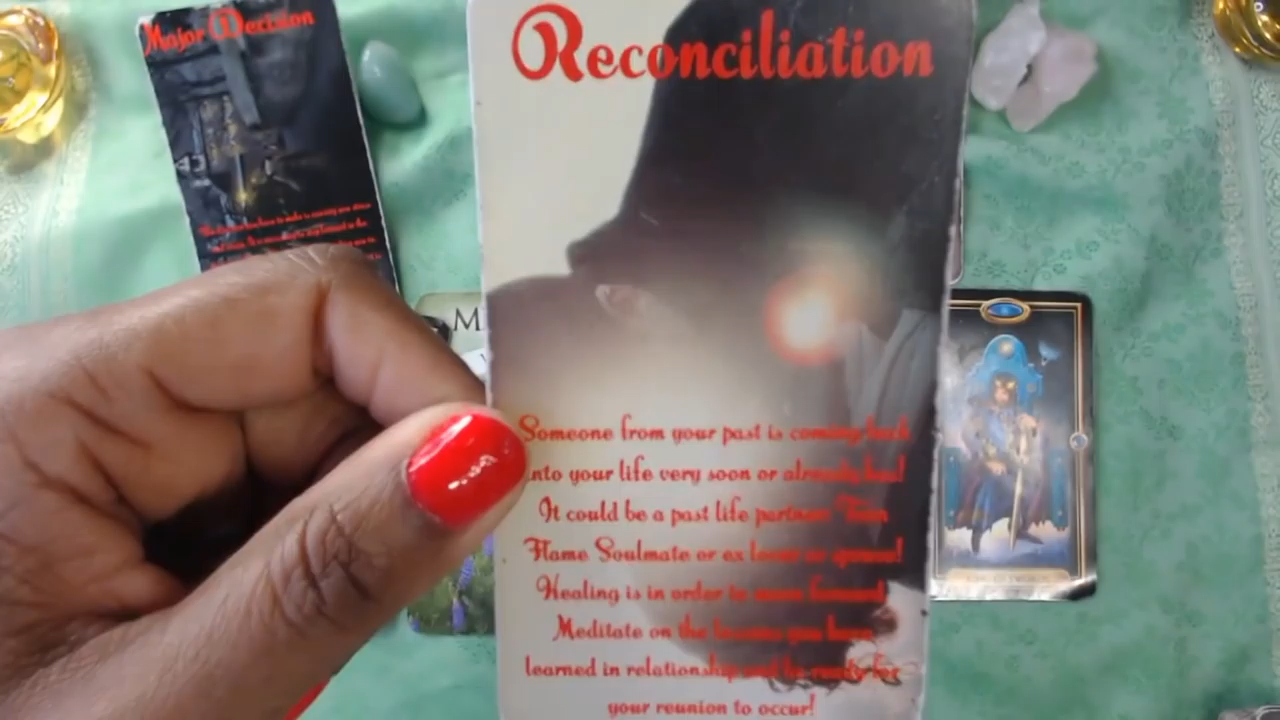 Major Decision
Reconciliation
M
Someone from your past is coming back
into your life very soon or already has!
It could be a past life partner Twin
Flame Soulmate or ex lover or spouse!
Healing is in order to move forward
Meditate on the lessons you have
learned in relationship and be ready for
your reunion to occur!